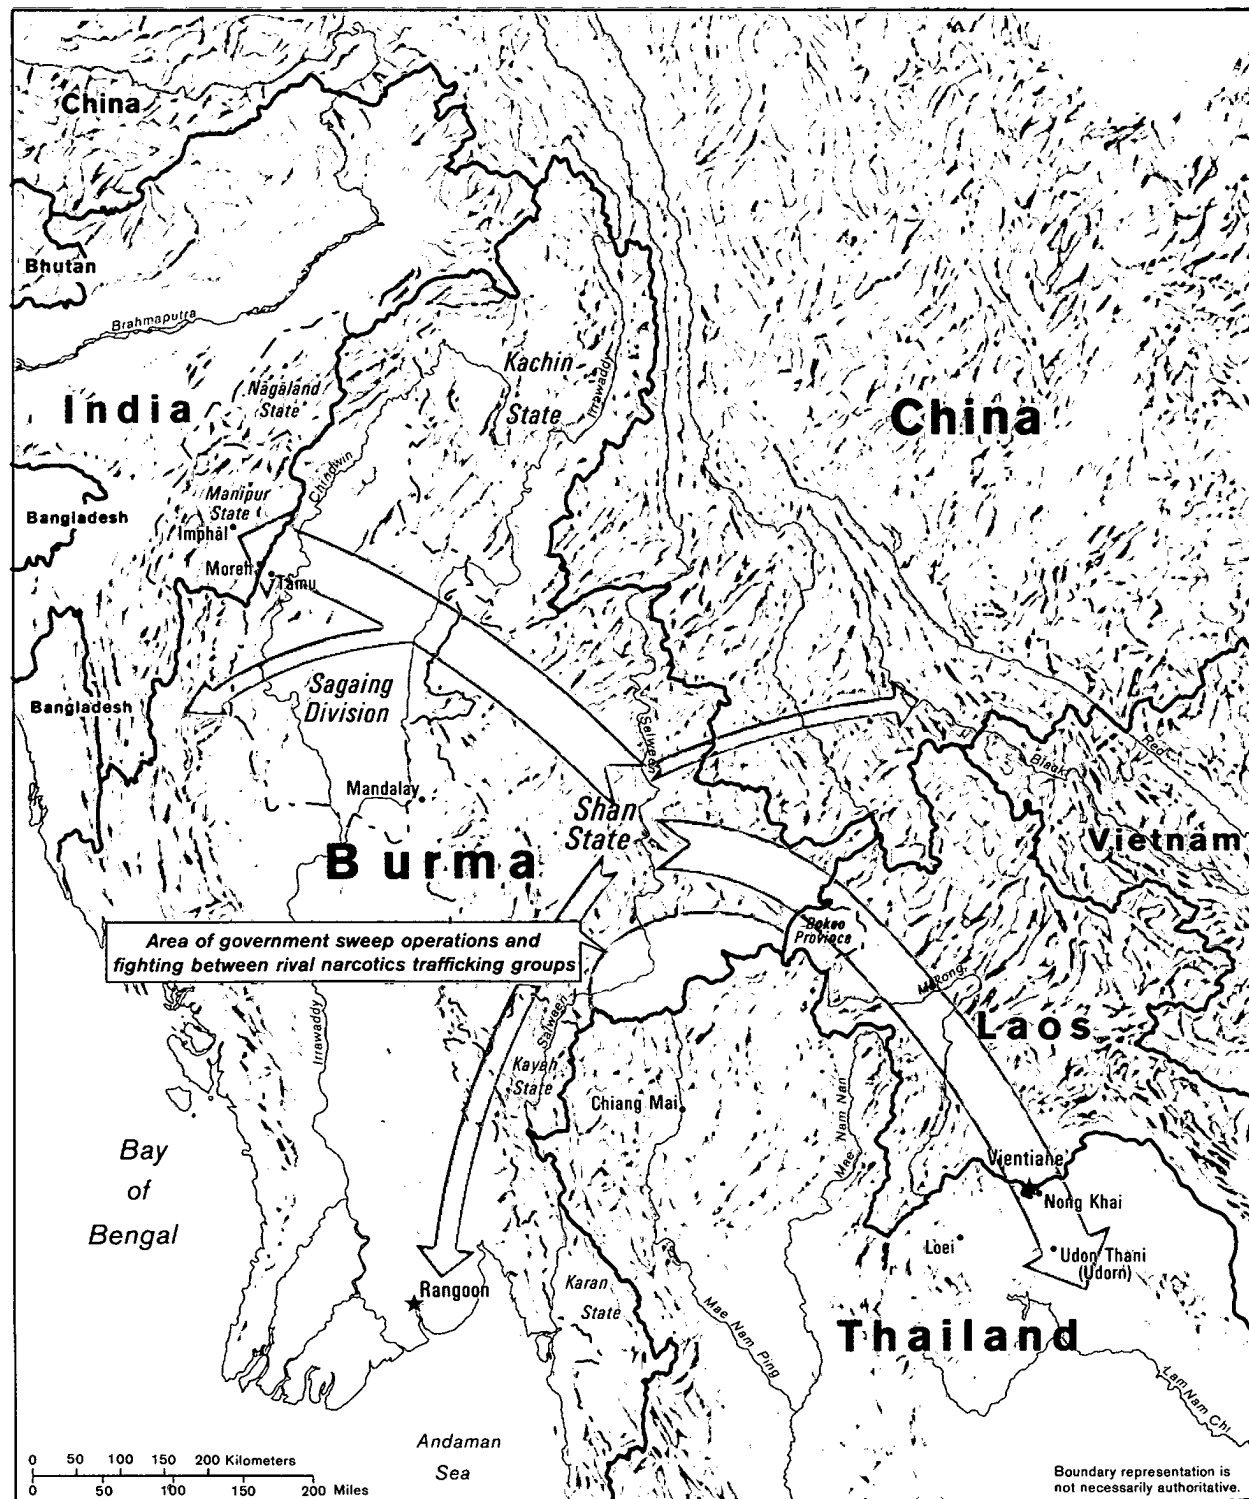 China
Bhutan
Brahmaputra
India
Nagaland
State
Kachin
State
Irrawaddy
China
Chindwin
Manipur
State
Imphal
Bangladesh
Moreh
Tamu
Bangladesh
Sagaing
Division
Salween
Red
Black
Mandalay
Shan
State
Vietnam
Burma
Bokeo
Province
Area of government sweep operations and
fighting between rival narcotics trafficking groups
Mekong
Salween
Irrawaddy
Laos
Kayah
State
Chiang Mai
Mae Nam Nan
Bay
of
Bengal
Vientiane
Nong Khai
Loei
Udon Thani
(Udorn)
Rangoon
Karan
State
Mae Nam Ping
Thailand
Lam Nam Chi
Andaman
Sea
0 50 100 150 200 Kilometers
0 50 100 150 200 Miles
Boundary representation is
not necessarily authoritative.